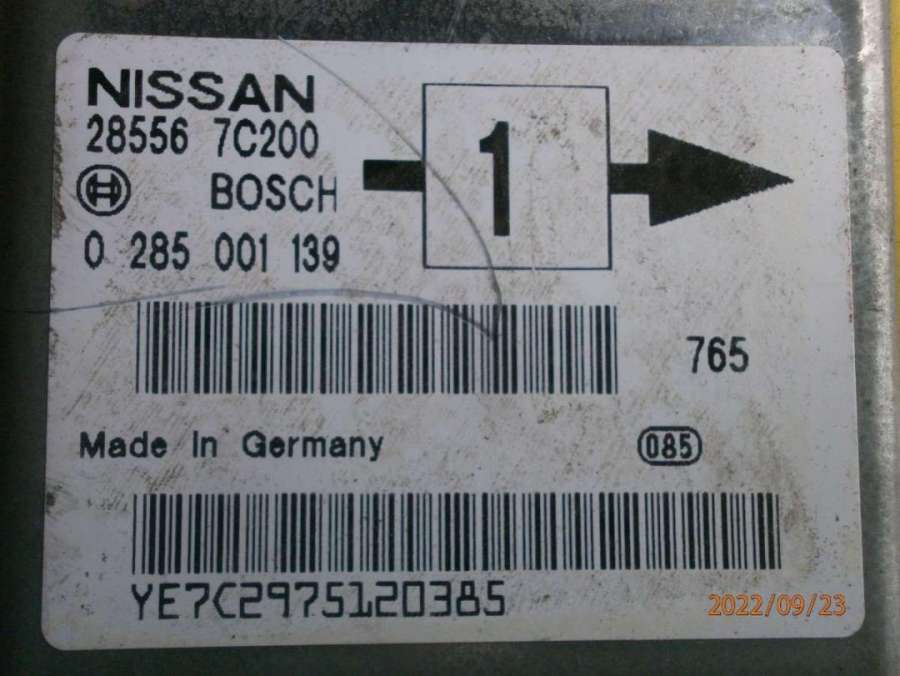 NISSAN
28556 7C200
BOSCH
0 285 001 139
1
765
Made In Germany
085
YE7C2975120385
2022/09/23